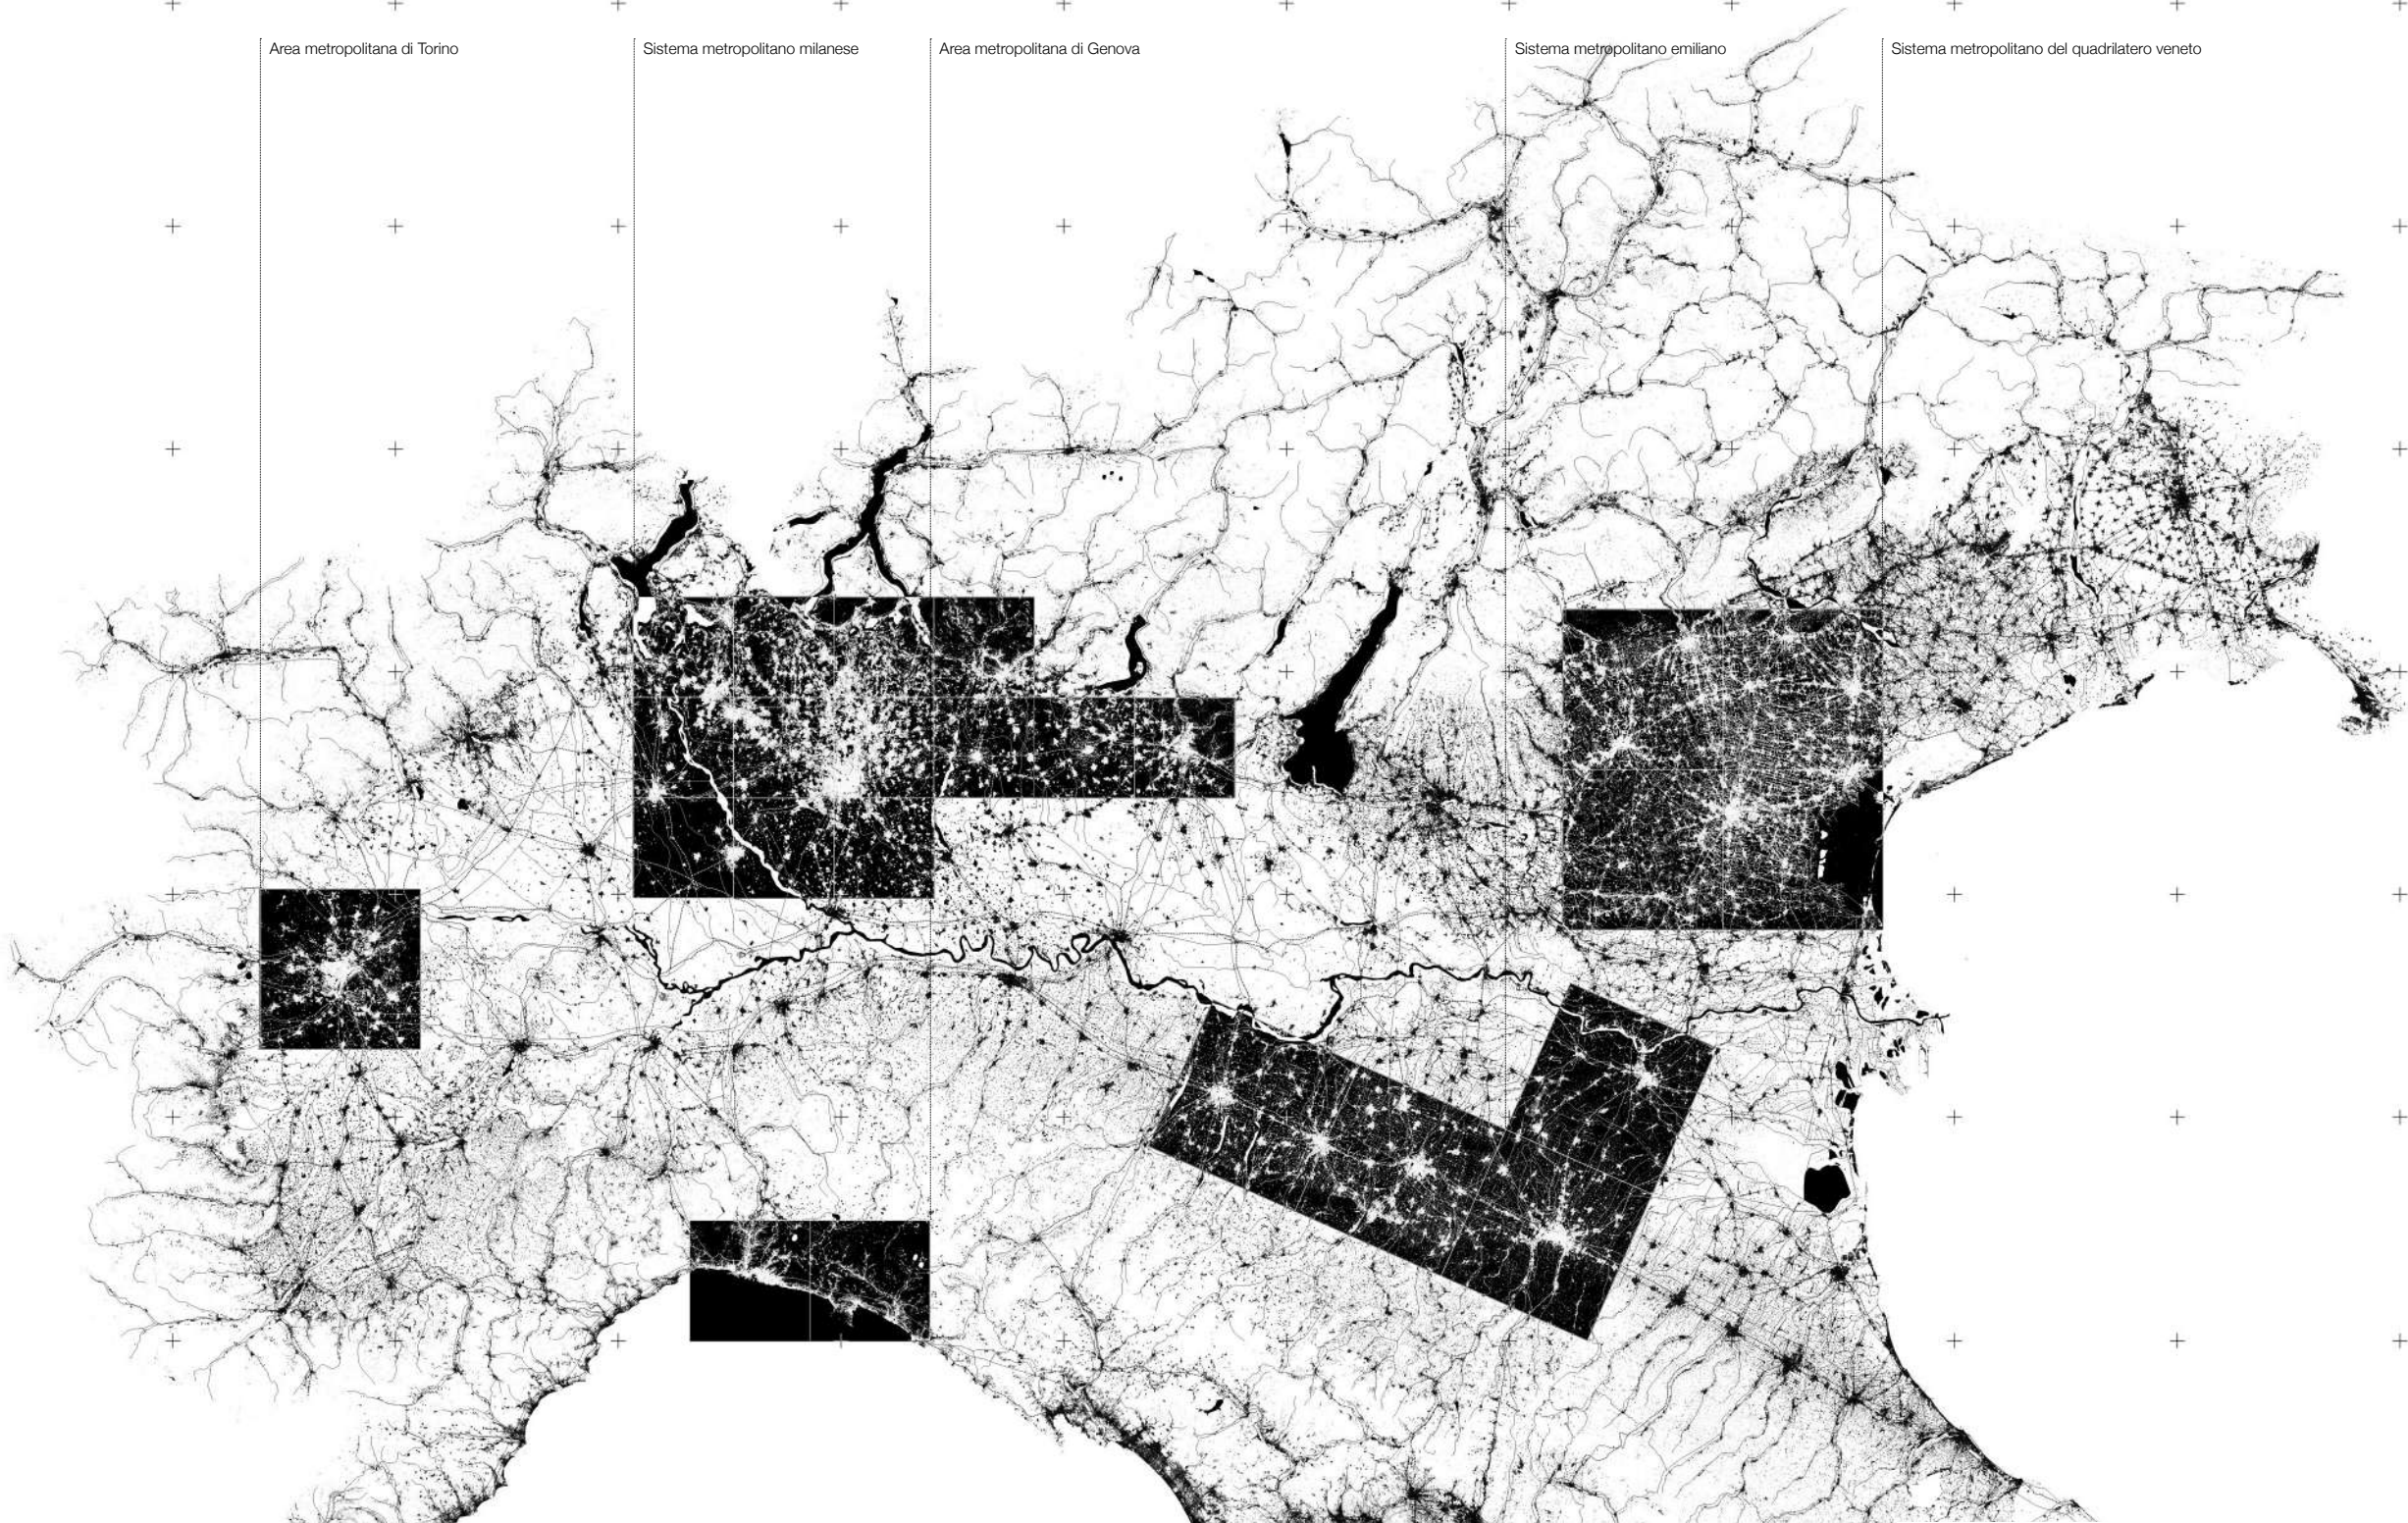 Area metropolitana di Torino
Sistema metropolitano milanese
Area metropolitana di Genova
Sistema metropolitano emiliano
Sistema metropolitano del quadrilatero veneto